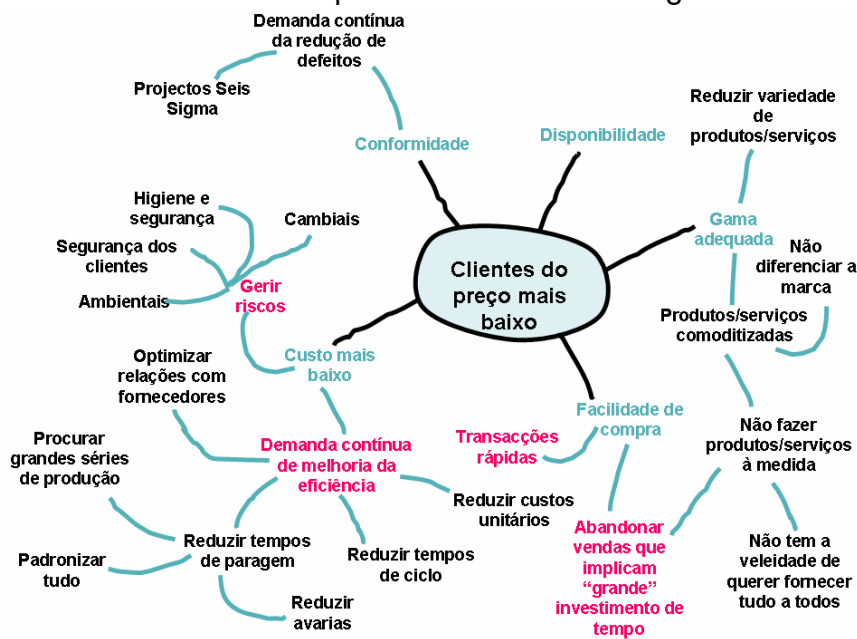 Demanda contínua
da redução de
defeitos
Projectos Seis
Sigma
Conformidade
Disponibilidade
Reduzir variedade
de
produtos/serviços
Gama
adequada
Não
diferenciar a
marca
Produtos/serviços
comoditizadas
Higiene e
segurança
Cambiais
Segurança dos
clientes
Ambientais
Gerir
riscos
Clientes do
preço mais
baixo
Custo mais
baixo
Optimizar
relações com
fornecedores
Procurar
grandes séries
de produção
Demanda contínua
de melhoria da
eficiência
Transacções
rápidas
Facilidade de
compra
Não fazer
produtos/serviços
à medida
Reduzir custos
unitários
Padronizar
tudo
Reduzir tempos
de paragem
Reduzir tempos
de ciclo
Reduzir
avarias
Abandonar
vendas que
implicam
“grande”
investimento de
tempo
Não tem a
veleidade de
querer fornecer
tudo a todos